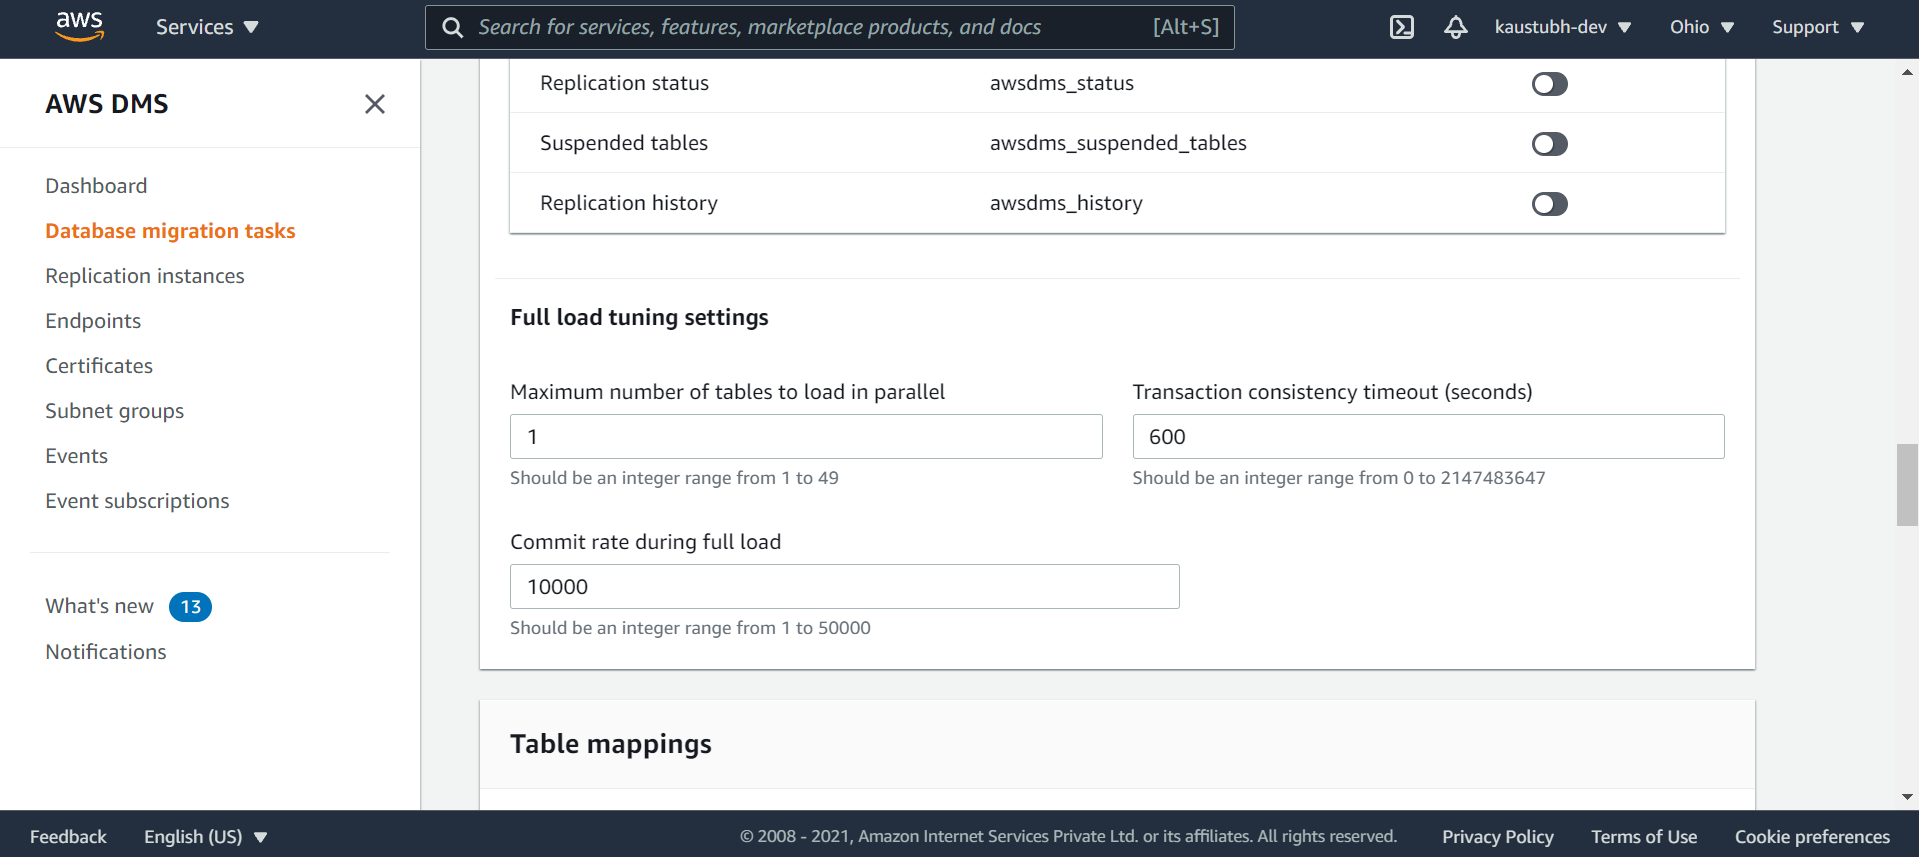 aws
Services
Search for services, features, marketplace products, and docs [Alt+S]
kaustubh-dev
Ohio
Support
AWS DMS
Dashboard
Database migration tasks
Replication instances
Endpoints
Certificates
Subnet groups
Events
Event subscriptions
What's new 13
Notifications
Replication status awsdms_status
Suspended tables awsdms_suspended_tables
Replication history awsdms_history
Full load tuning settings
Maximum number of tables to load in parallel
1
Should be an integer range from 1 to 49
Transaction consistency timeout (seconds)
600
Should be an integer range from 0 to 2147483647
Commit rate during full load
10000
Should be an integer range from 1 to 50000
Table mappings
Feedback
English (US)
© 2008 - 2021, Amazon Internet Services Private Ltd. or its affiliates. All rights reserved.
Privacy Policy
Terms of Use
Cookie preferences